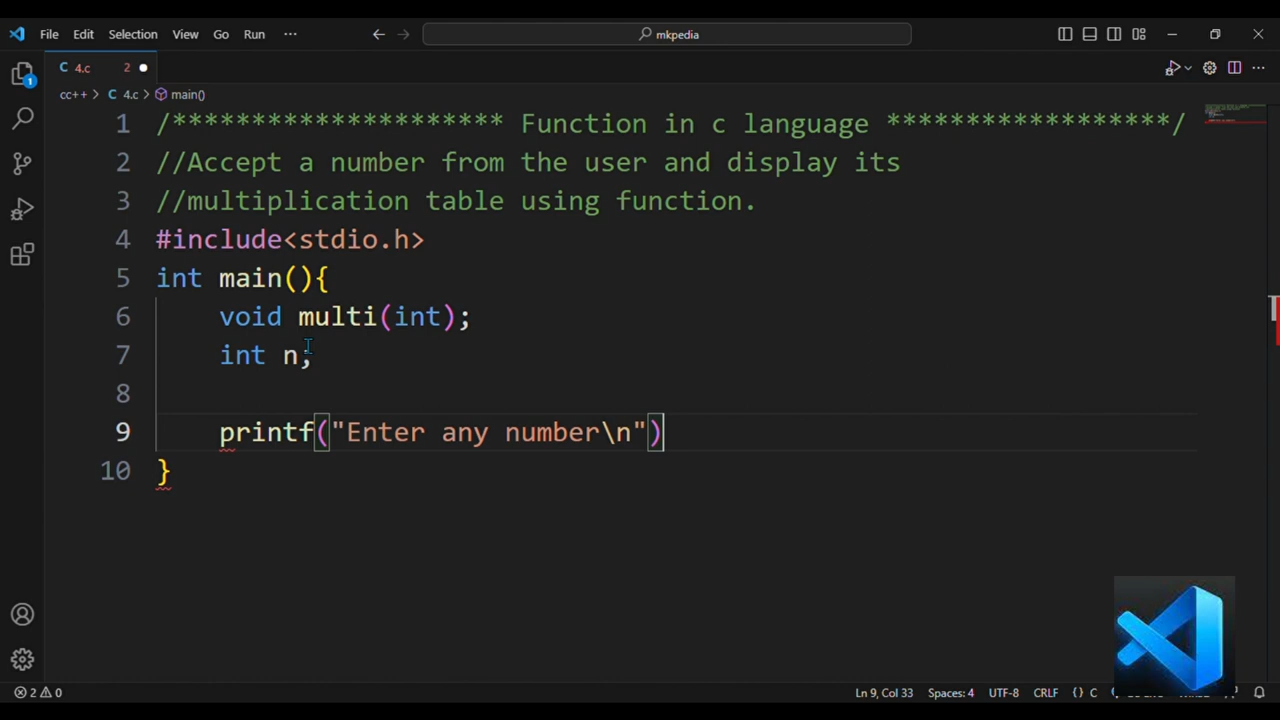 File Edit Selection View Go Run ··· mkpedia
1
C 4.c 2
cc++ > C 4.c > main()
1 /********************** Function in c language ******************/
2 //Accept a number from the user and display its
3 //multiplication table using function.
4 #include<stdio.h>
5 int main(){
6 void multi(int);
7 int n;
8
9 printf("Enter any number\n")
10 }
2 0 Ln 9, Col 33 Spaces: 4 UTF-8 CRLF {} C